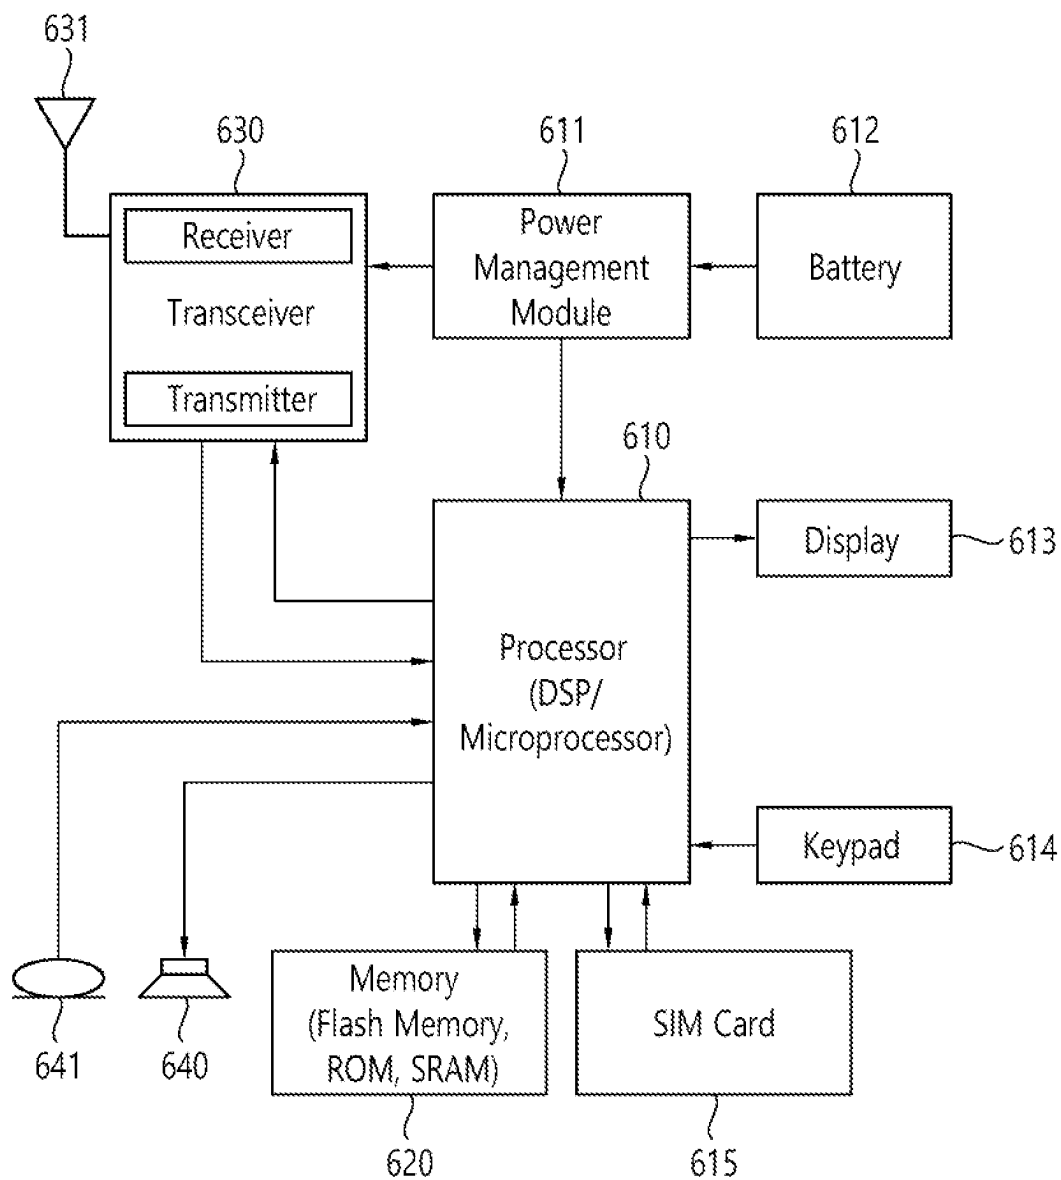 631
630
611
612
Receiver
Transceiver
Transmitter
Power
Management
Module
Battery
610
Processor
(DSP/
Microprocessor)
Display
613
Keypad
614
641
640
Memory
(Flash Memory,
ROM, SRAM)
SIM Card
620
615